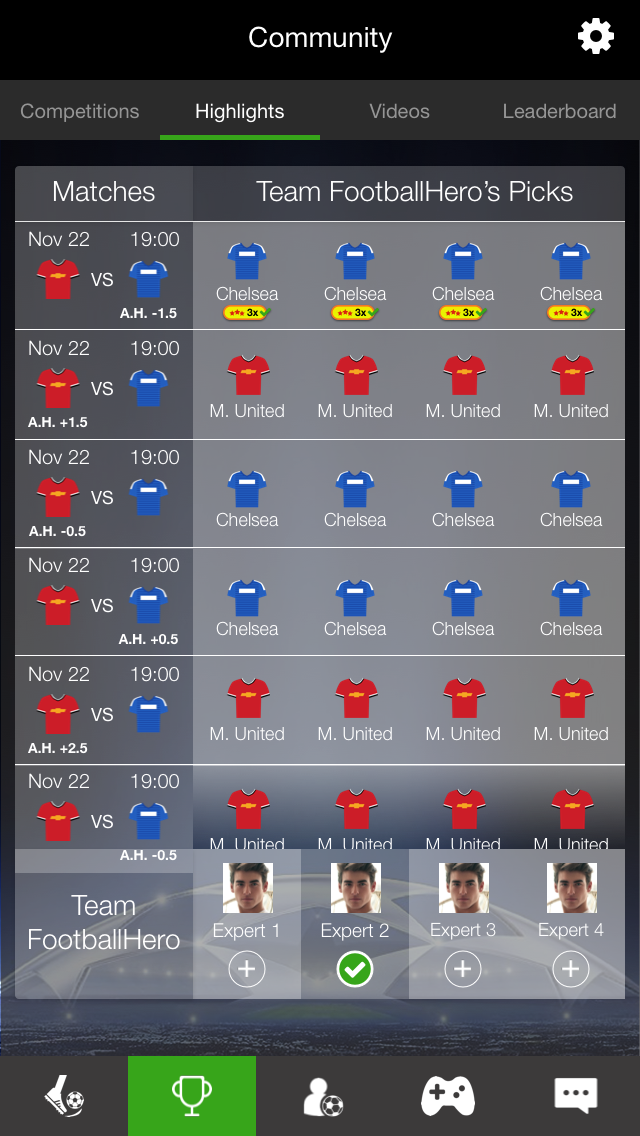 Community
Competitions Highlights Videos Leaderboard
Matches Team FootballHero's Picks
Nov 22 19:00
VS
A.H. -1.5
Chelsea Chelsea Chelsea Chelsea
3x 3x 3x 3x
Nov 22 19:00
VS
A.H. +1.5
M. United M. United M. United M. United
Nov 22 19:00
VS
A.H. -0.5
Chelsea Chelsea Chelsea Chelsea
Nov 22 19:00
VS
A.H. +0.5
Chelsea Chelsea Chelsea Chelsea
Nov 22 19:00
VS
A.H. +2.5
M. United M. United M. United M. United
Nov 22 19:00
VS
A.H. -0.5
M. United M. United M. United M. United
Team
FootballHero
Expert 1 Expert 2 Expert 3 Expert 4